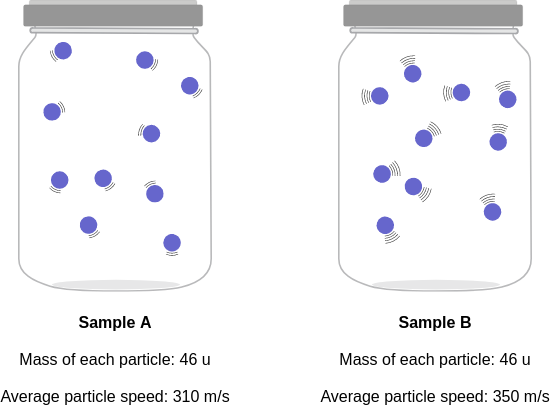 Sample A
Mass of each particle: 46 u
Average particle speed: 310 m/s
Sample B
Mass of each particle: 46 u
Average particle speed: 350 m/s